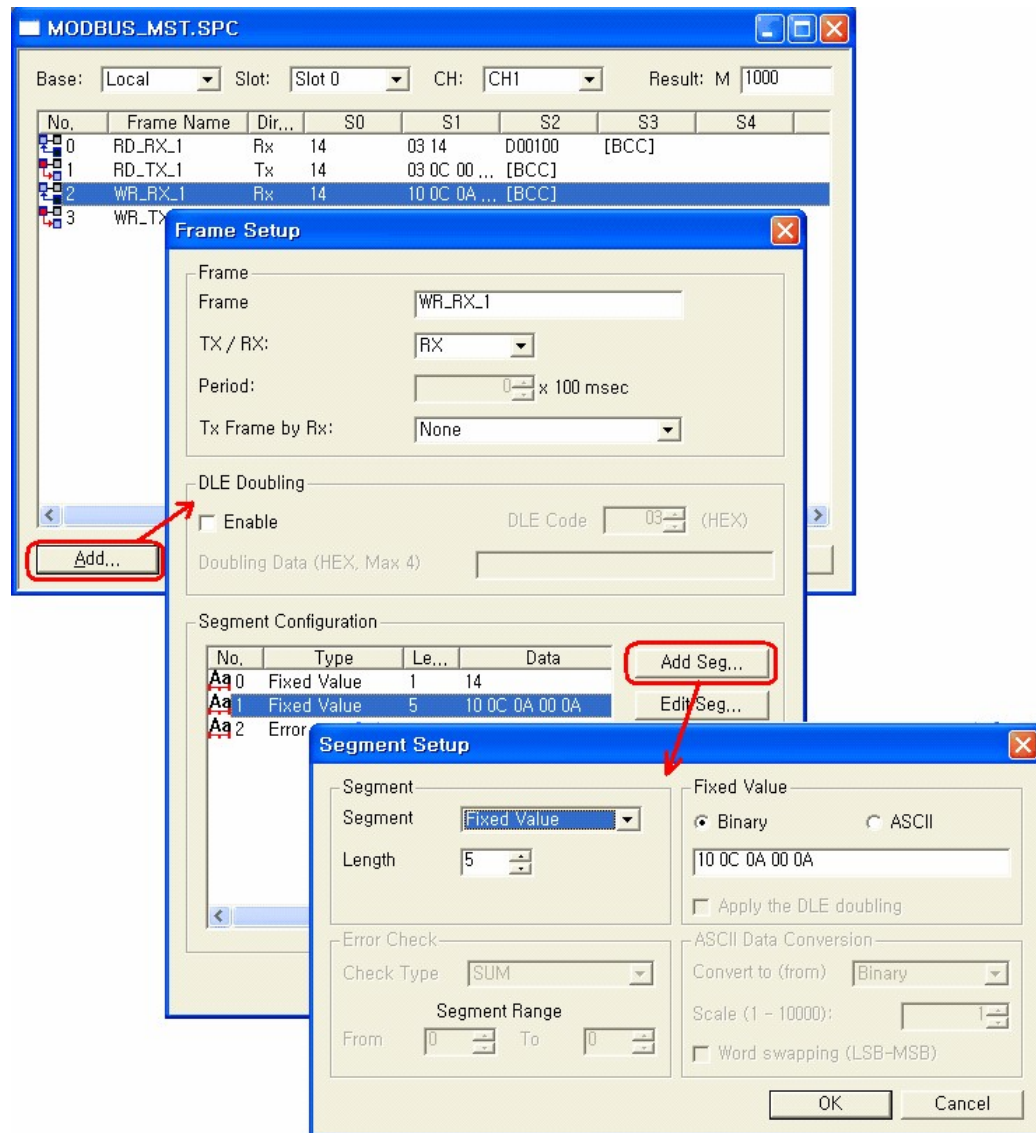 MODBUS_MST.SPC
Base: Local Slot: Slot 0 CH: CH1 Result: M 1000
No. Frame Name Dir... S0 S1 S2 S3 S4
0 RD_RX_1 Rx 14 03 14 D00100 [BCC]
1 RD_TX_1 Tx 14 03 0C 00 ... [BCC]
2 WR_RX_1 Rx 14 10 0C 0A ... [BCC]
3 WR_TX
Add...
Frame Setup
Frame
Frame WR_RX_1
TX / RX: RX
Period: 0 x 100 msec
Tx Frame by Rx: None
DLE Doubling
Enable DLE Code 03 (HEX)
Doubling Data (HEX, Max 4)
Segment Configuration
No. Type Le... Data
Aa 0 Fixed Value 1 14
Aa 1 Fixed Value 5 10 0C 0A 00 0A
Aa 2 Error
Add Seg...
Edit Seg...
Segment Setup
Segment
Segment Fixed Value
Length 5
Fixed Value
Binary ASCII
10 0C 0A 00 0A
Apply the DLE doubling
Error Check
Check Type SUM
Segment Range
From 0 To 0
ASCII Data Conversion
Convert to (from) Binary
Scale (1 - 10000): 1
Word swapping (LSB-MSB)
OK Cancel